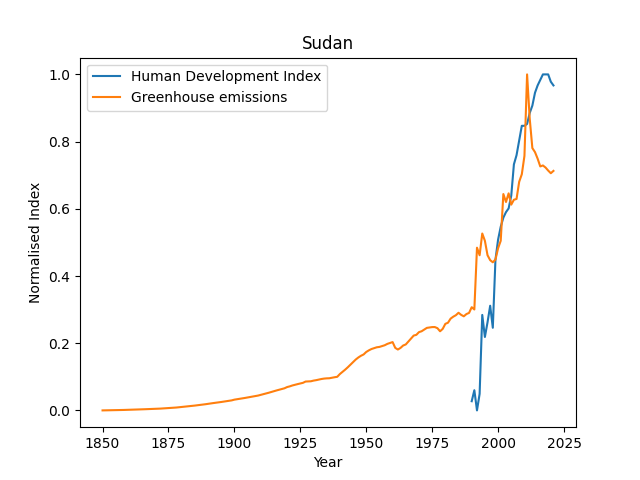 Sudan
Human Development Index
Greenhouse emissions
1.0
0.8
0.6
0.4
0.2
0.0
Normalised Index
1850 1875 1900 1925 1950 1975 2000 2025
Year